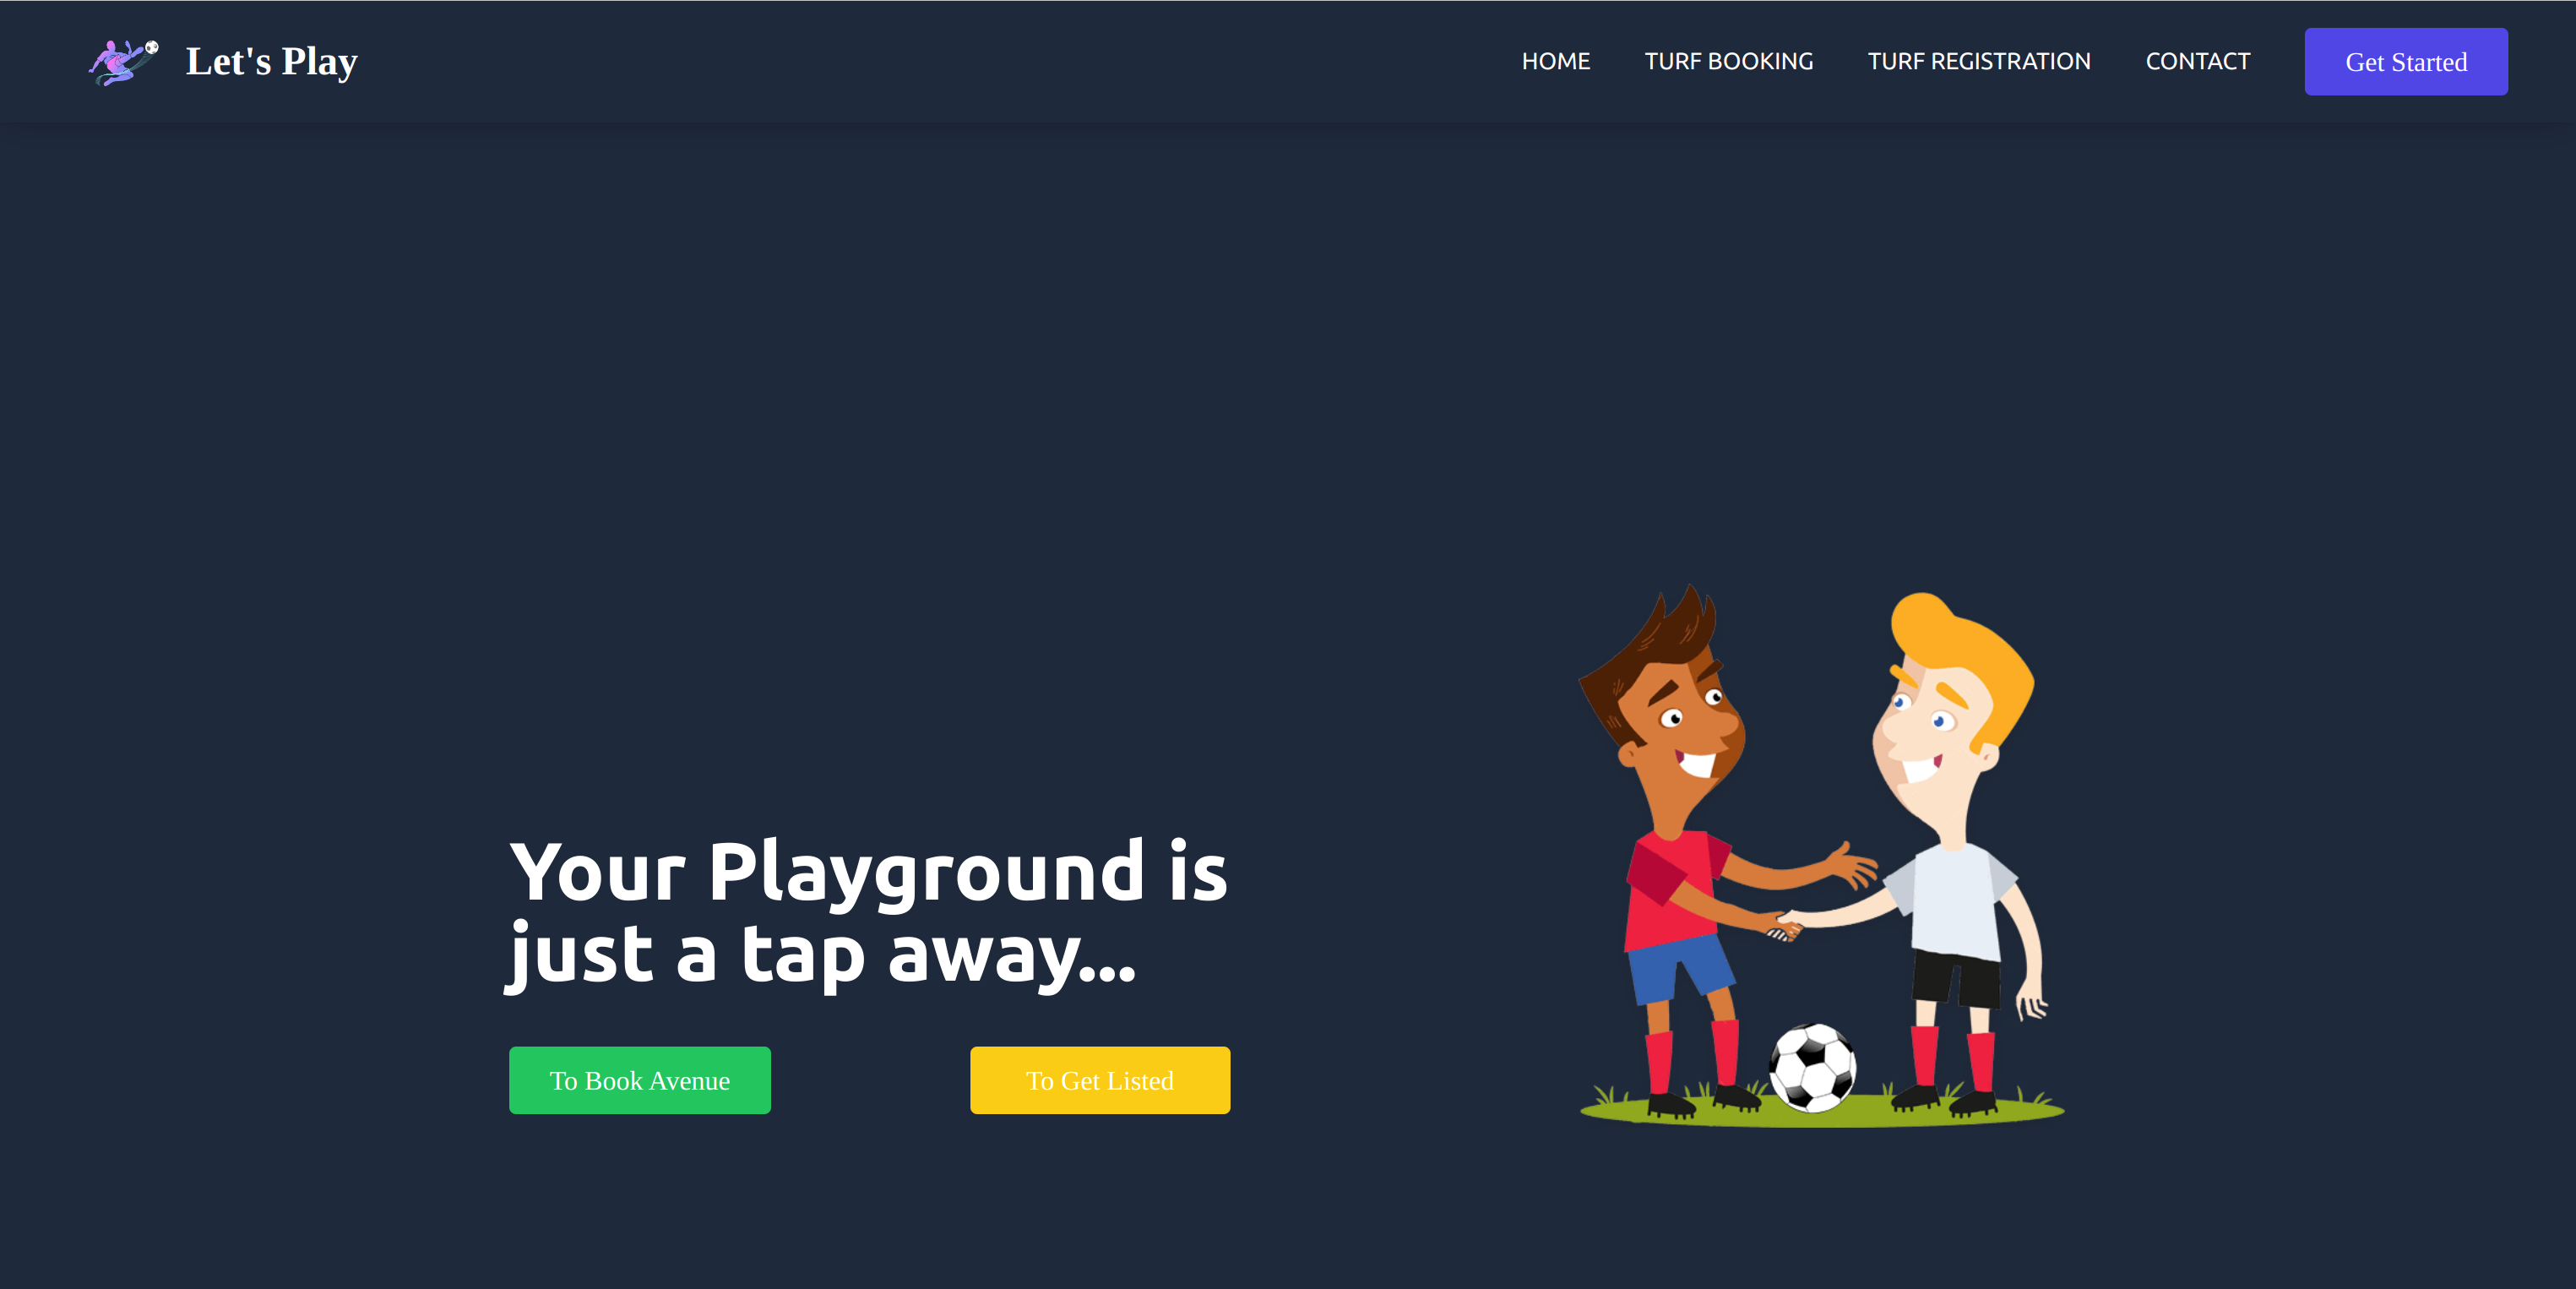 Let's Play
HOME
TURF BOOKING
TURF REGISTRATION
CONTACT
Get Started
Your Playground is
just a tap away...
To Book Avenue
To Get Listed